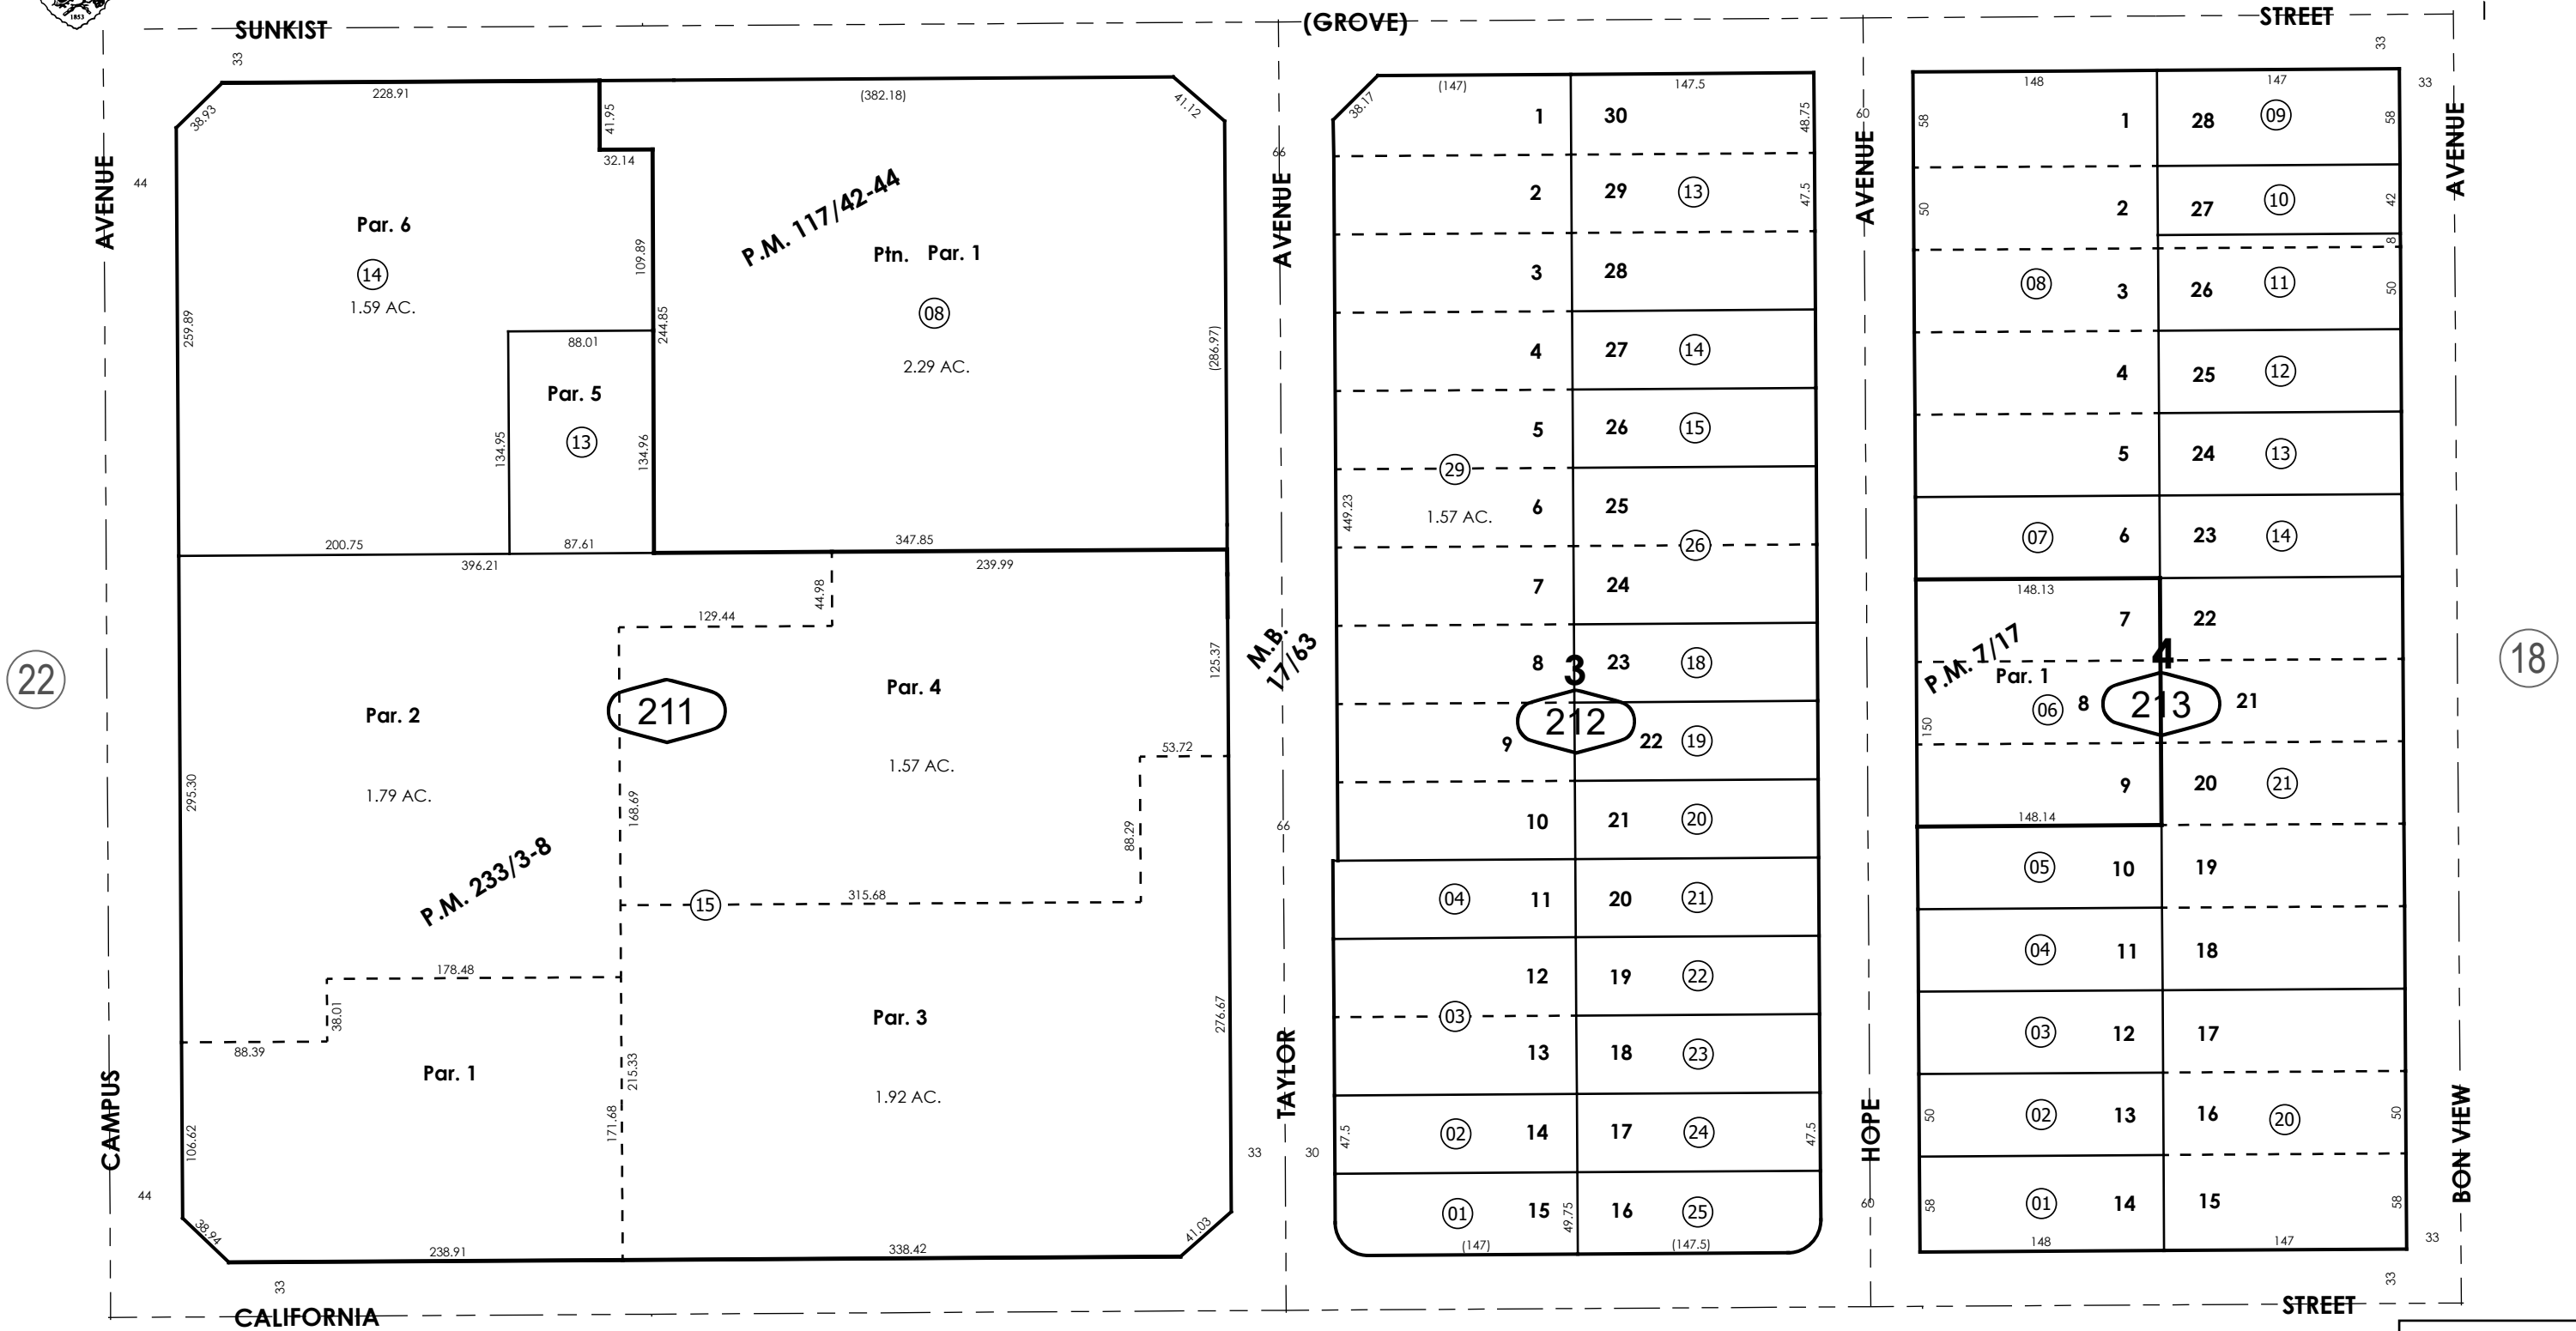 1853
SUNKIST (GROVE) STREET
33 33
228.91 (382.18) (147) 147.5 148 147
33
38.93 41.95 41.12 38.17 48.75 60 58 58
1 30 1 28 09
32.14
66
AVENUE 44 AVENUE AVENUE AVENUE
P.M. 117/42-44
2 29 13 47.5
50 2 27 10 42
8
Par. 6
14
1.59 AC.
109.89
Ptn. Par. 1
08
2.29 AC.
3 28
08 3 26 11 50
259.89 244.85 (286.97)
88.01
4 27 14
4 25 12
Par. 5
13
134.95 134.96
5 26 15
5 24 13
29
1.57 AC.
449.23
6 25
26
07 6 23 14
200.75 87.61 347.85
396.21 239.99
44.98
129.44
7 24
148.13
7 22
M.B.
17/63
P.M. 7/17
Par. 1
125.37
22
8 3 23 18
4
18
Par. 2
211
Par. 4
212
06 8 213 21
150
53.72
9 22 19
295.30
1.79 AC.
1.57 AC.
168.69
88.29
66
9 20 21
10 21 20
148.14
P.M. 233/3-8
15 315.68
04 11 20 21
05 10 19
178.48
38.01
88.39
12 19 22
04 11 18
Par. 3
276.67
03
03 12 17
13 18 23
Par. 1
215.33
1.92 AC.
171.68
106.62
CAMPUS TAYLOR HOPE BON VIEW
33 30
47.5 02 14 17 24 47.5
50 02 13 16 20 50
44
60
01 15 49.75 16 25
58 01 14 15 58
38.94 41.03
238.91 338.42 (147) (147.5) 148 147
33
33 33
CALIFORNIA STREET